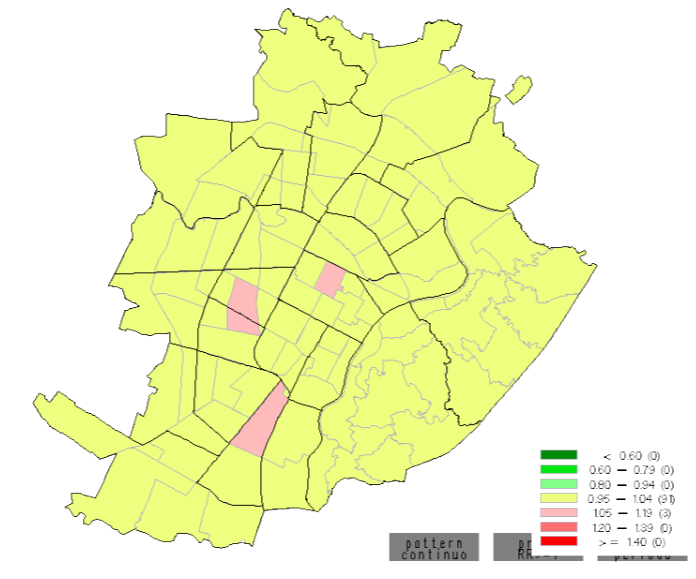 < 0.60 (0)
0.60 – 0.79 (0)
0.80 – 0.94 (0)
0.95 – 1.04 (91)
1.05 – 1.19 (3)
1.20 – 1.39 (0)
>= 1.40 (0)
pattern
continuo